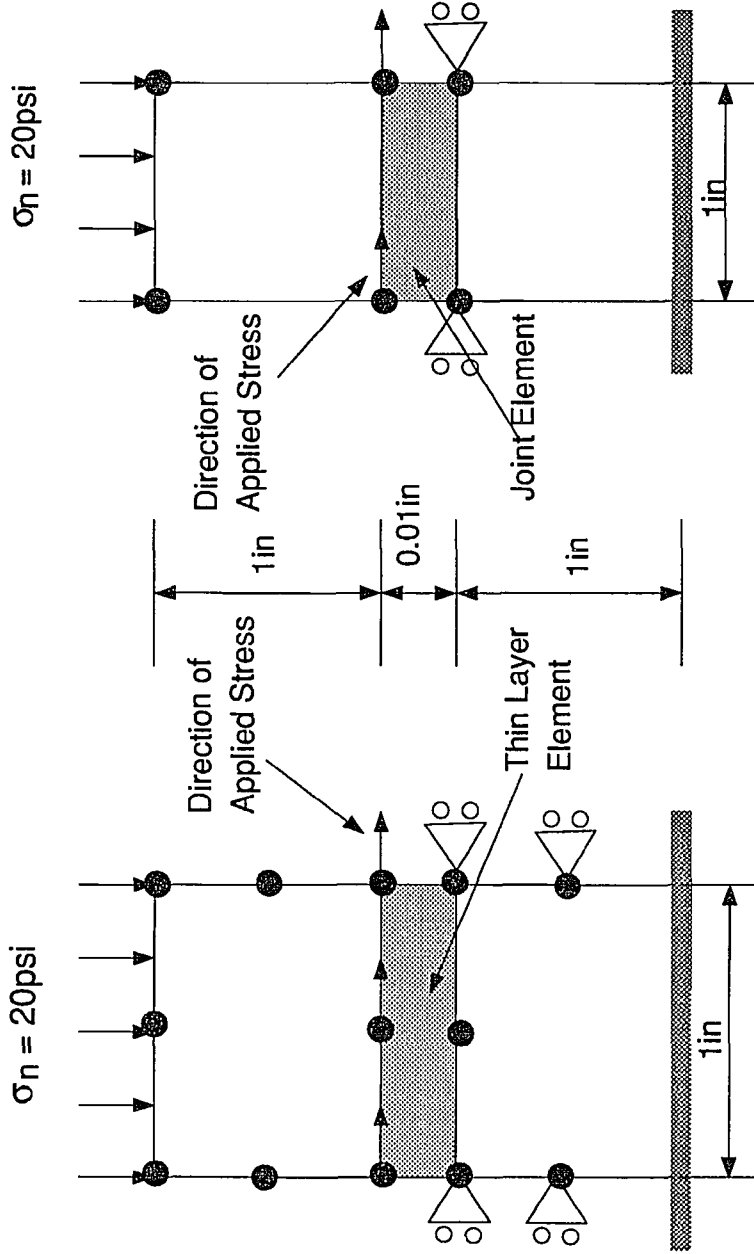 σn = 20psi
Direction of
Applied Stress
Thin Layer
Element
1in
1in
0.01in
1in
σn = 20psi
Direction of
Applied Stress
Joint Element
1in